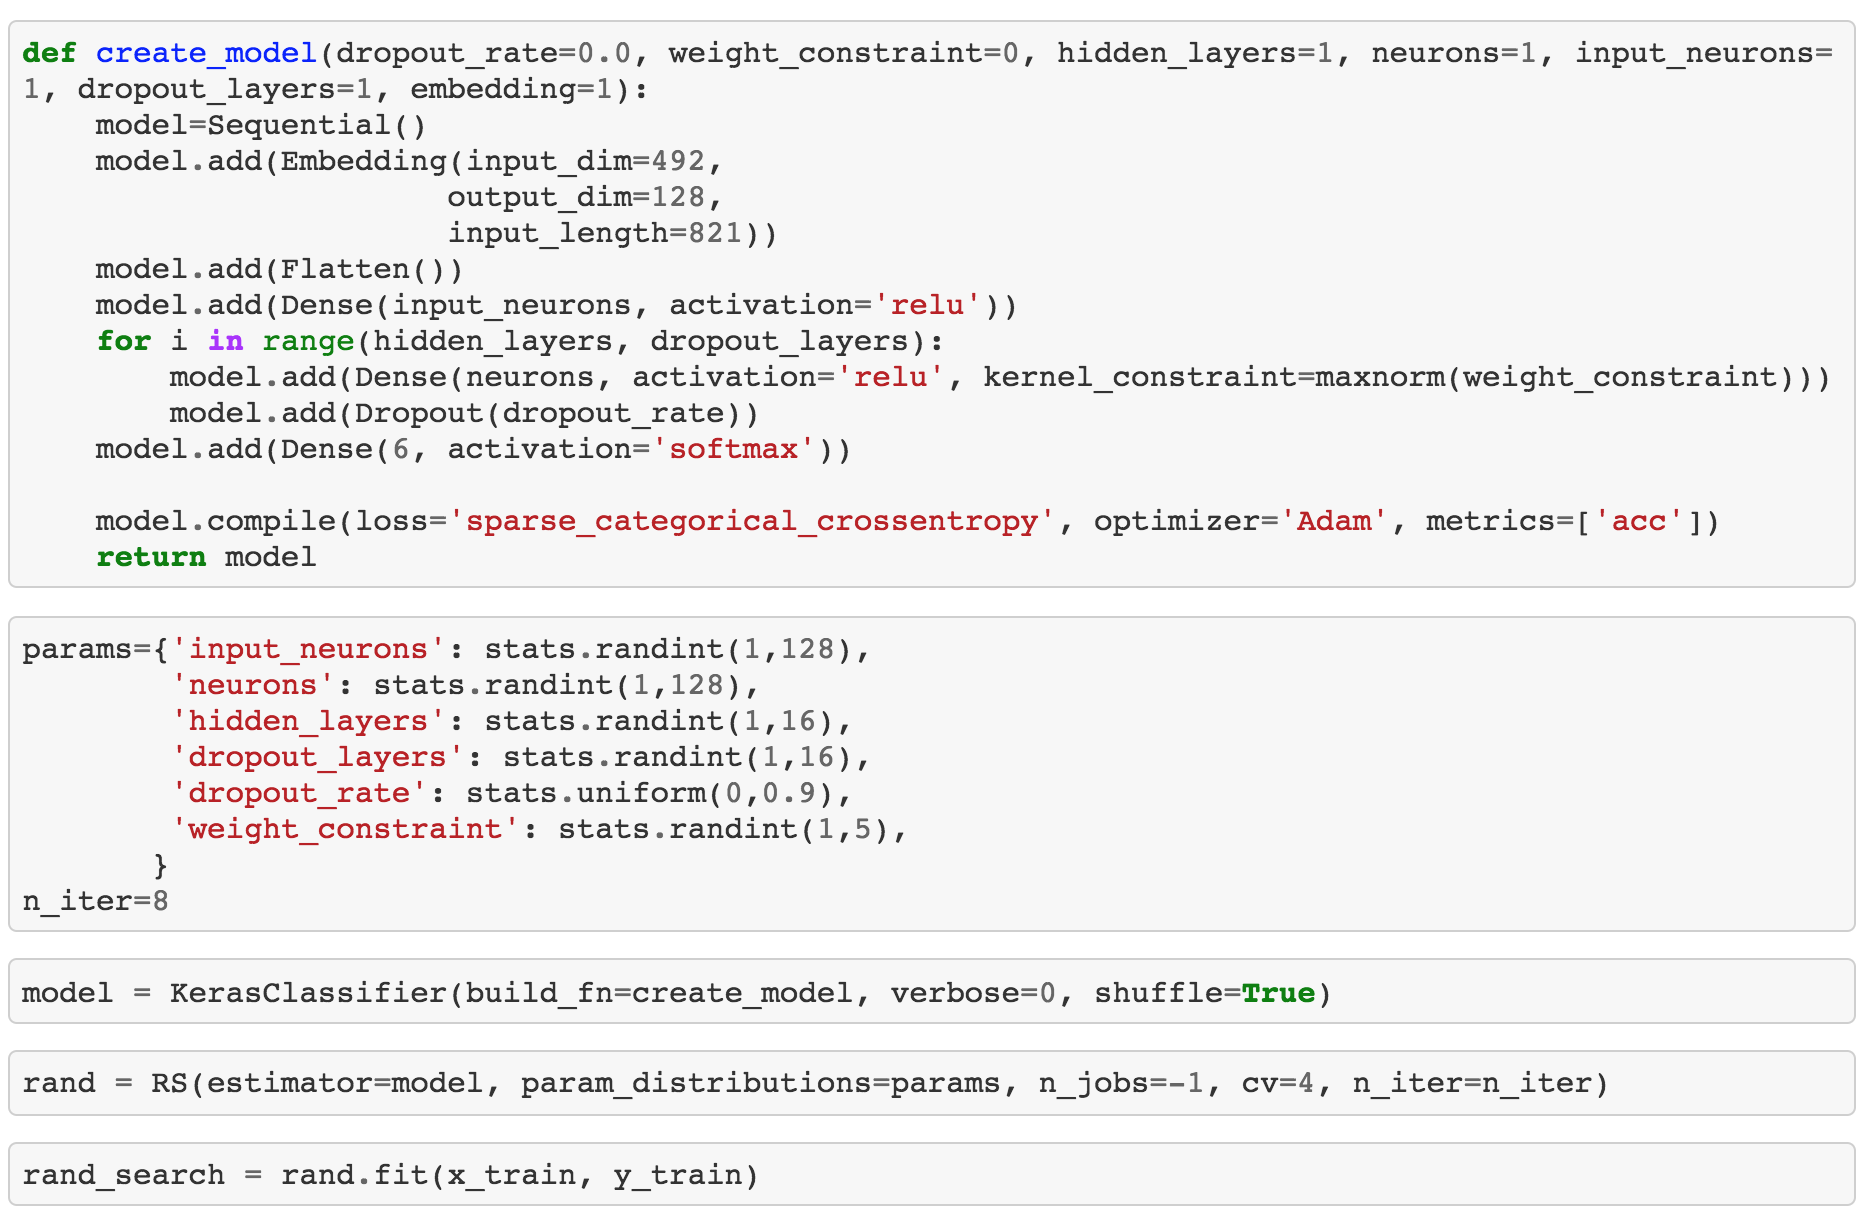 def create_model(dropout_rate=0.0, weight_constraint=0, hidden_layers=1, neurons=1, input_neurons=
1, dropout_layers=1, embedding=1):
    model=Sequential()
    model.add(Embedding(input_dim=492,
                       output_dim=128,
                       input_length=821))
    model.add(Flatten())
    model.add(Dense(input_neurons, activation='relu'))
    for i in range(hidden_layers, dropout_layers):
        model.add(Dense(neurons, activation='relu', kernel_constraint=maxnorm(weight_constraint)))
        model.add(Dropout(dropout_rate))
    model.add(Dense(6, activation='softmax'))

    model.compile(loss='sparse_categorical_crossentropy', optimizer='Adam', metrics=['acc'])
    return model

params={'input_neurons': stats.randint(1,128),
        'neurons': stats.randint(1,128),
        'hidden_layers': stats.randint(1,16),
        'dropout_layers': stats.randint(1,16),
        'dropout_rate': stats.uniform(0,0.9),
        'weight_constraint': stats.randint(1,5),
       }
n_iter=8

model = KerasClassifier(build_fn=create_model, verbose=0, shuffle=True)

rand = RS(estimator=model, param_distributions=params, n_jobs=-1, cv=4, n_iter=n_iter)

rand_search = rand.fit(x_train, y_train)